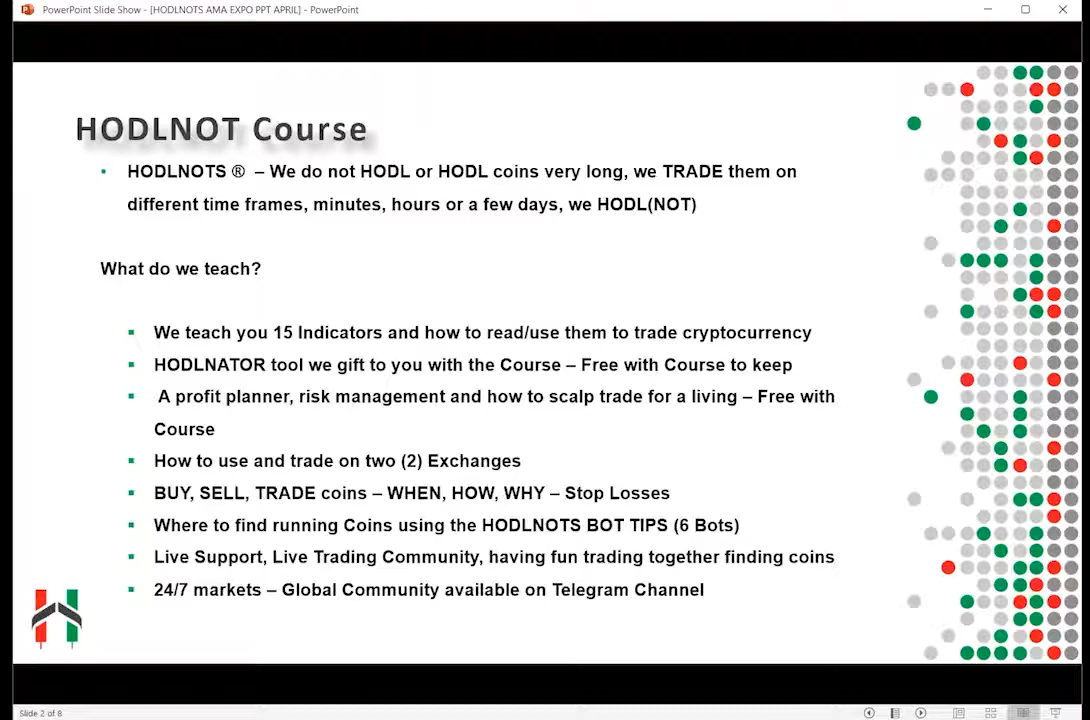 PowerPoint Slide Show - [HODLNOTS AMA EXPO PPT APRIL] - PowerPoint
HODLNOT Course
• HODLNOTS ® – We do not HODL or HODL coins very long, we TRADE them on
different time frames, minutes, hours or a few days, we HODL(NOT)
What do we teach?
▪ We teach you 15 Indicators and how to read/use them to trade cryptocurrency
▪ HODLNATOR tool we gift to you with the Course – Free with Course to keep
▪ A profit planner, risk management and how to scalp trade for a living – Free with
Course
▪ How to use and trade on two (2) Exchanges
▪ BUY, SELL, TRADE coins – WHEN, HOW, WHY – Stop Losses
▪ Where to find running Coins using the HODLNOTS BOT TIPS (6 Bots)
▪ Live Support, Live Trading Community, having fun trading together finding coins
▪ 24/7 markets – Global Community available on Telegram Channel
Slide 2 of 8